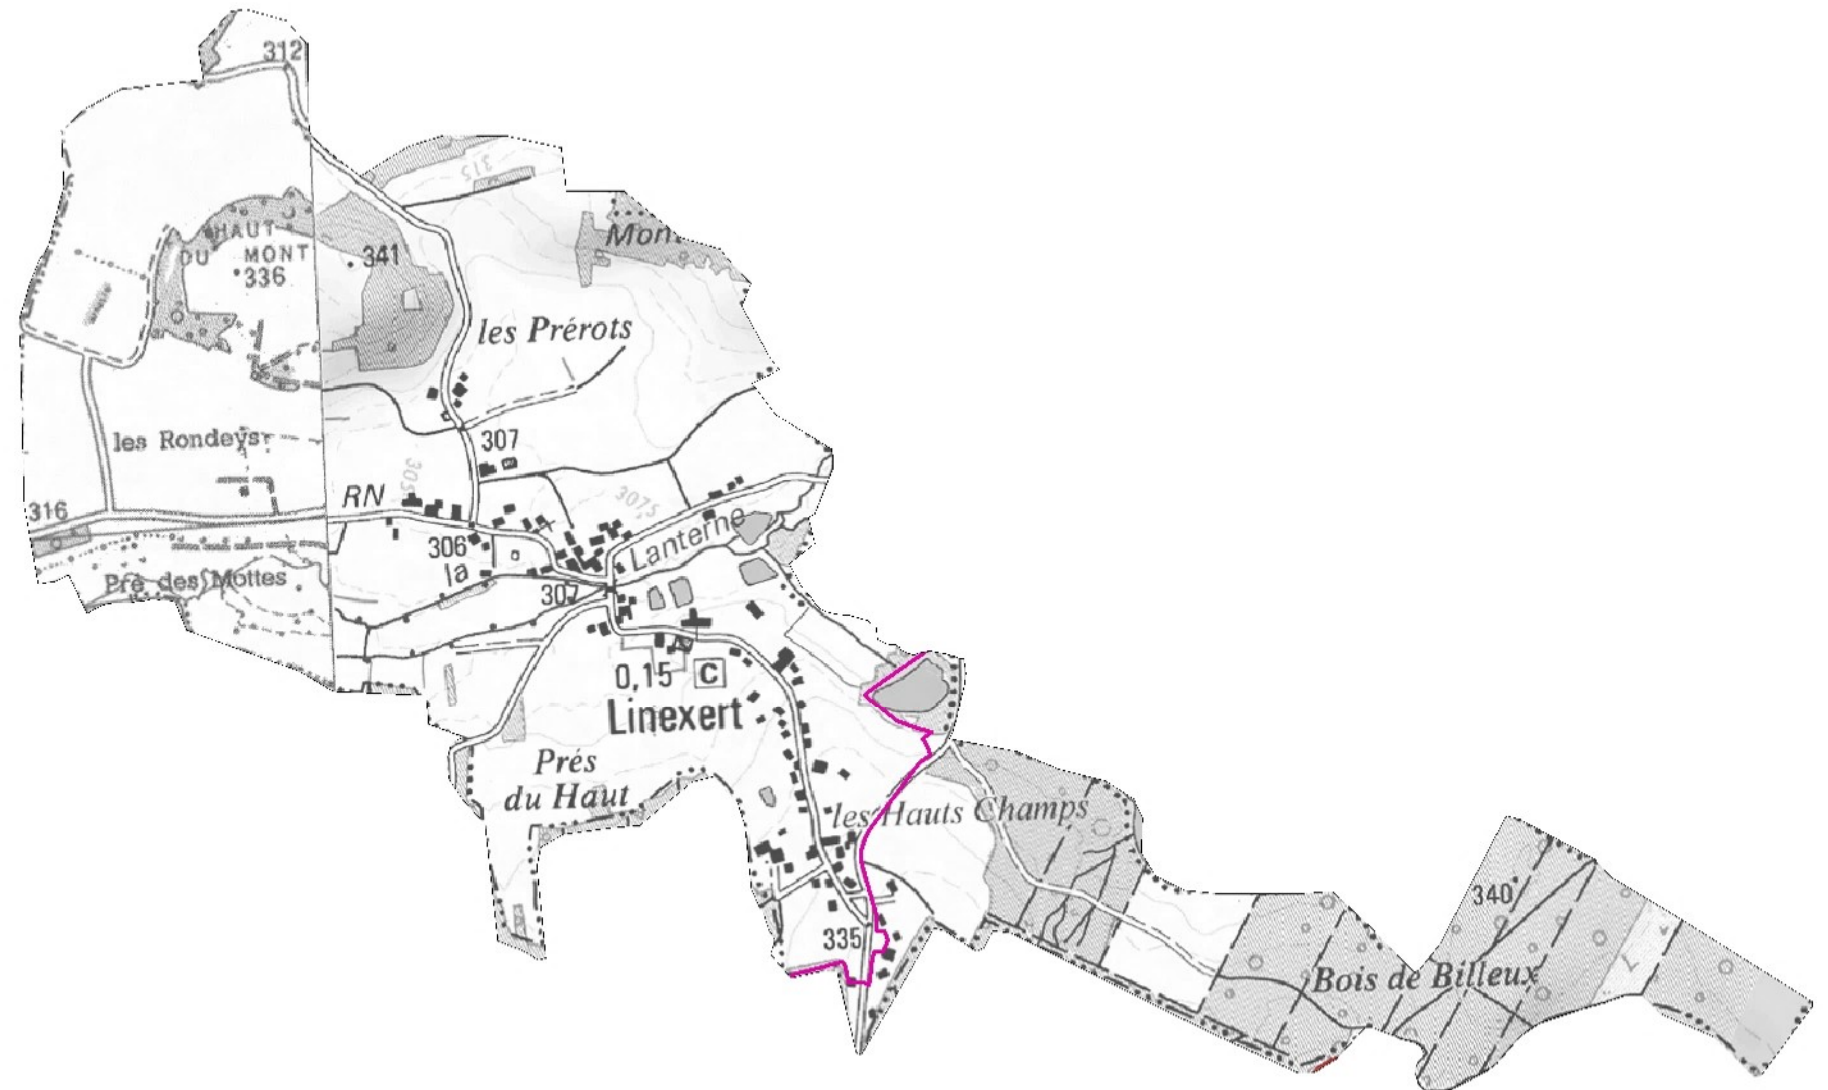 312
315
HAUT
DU MONT
336
341
Mon
les Prérots
les Rondeys
307
305
RN
3075
316
306
la
Lanterne
Pré des Mottes
307
0,15 C
Linexert
Prés
du Haut
les Hauts Champs
340
335
Bois de Billeux